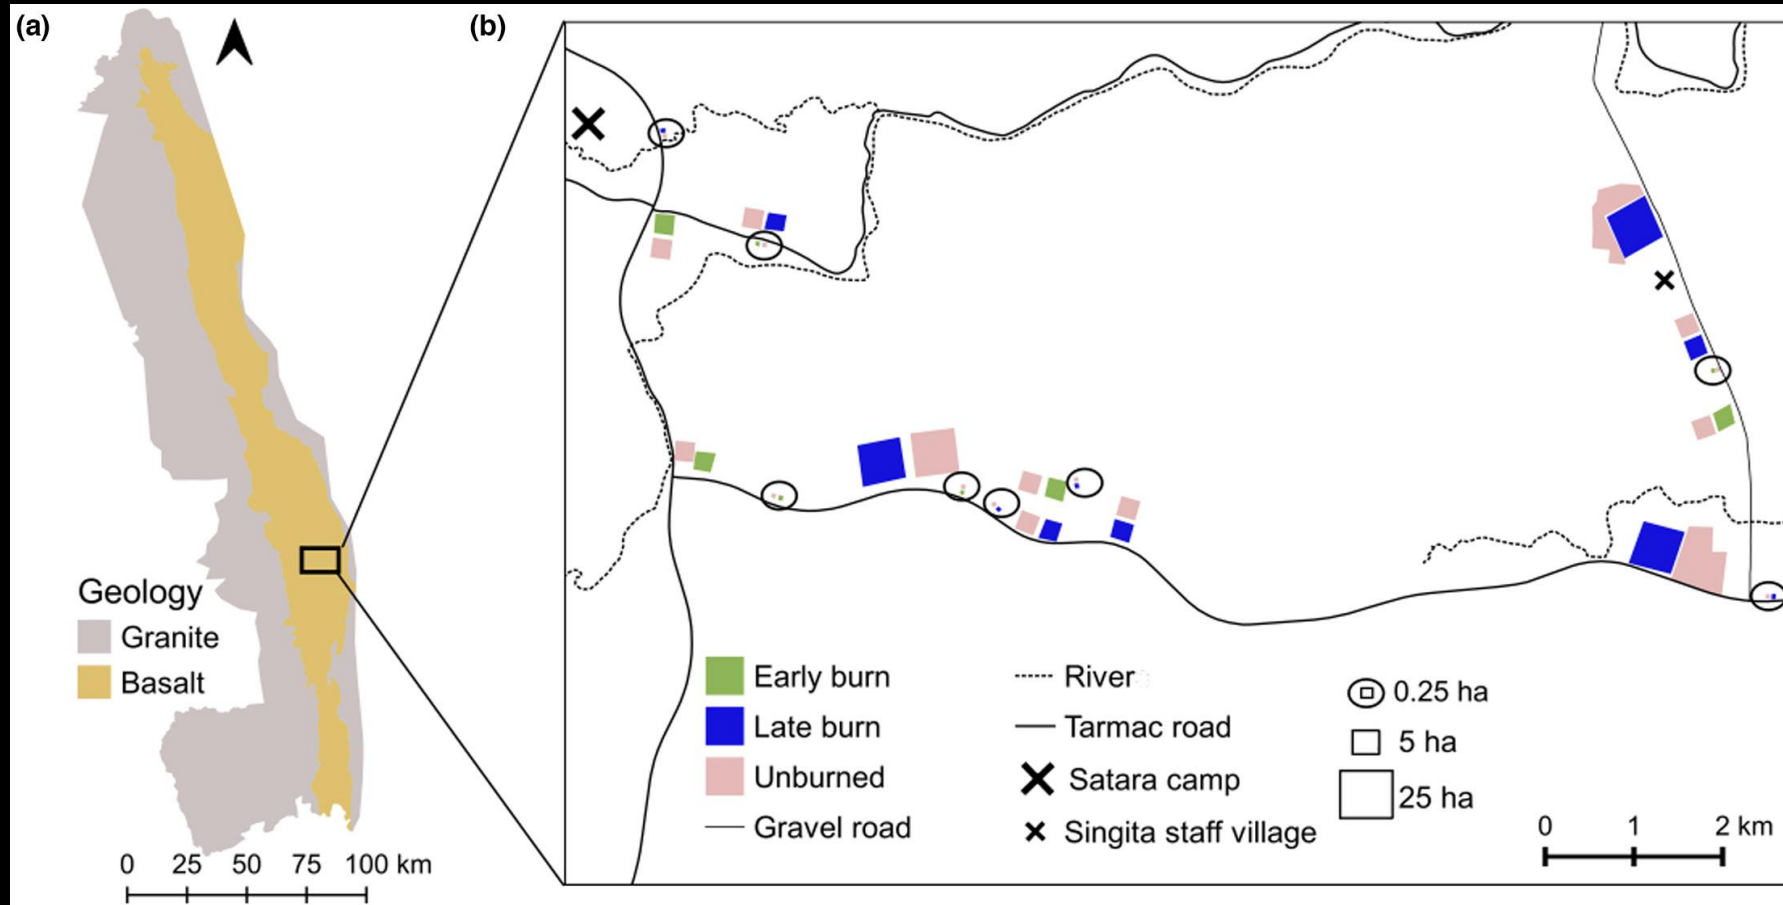 (a)
(b)
Geology
Granite
Basalt
0 25 50 75 100 km
Early burn
Late burn
Unburned
Gravel road
River
Tarmac road
Satara camp
Singita staff village
0.25 ha
5 ha
25 ha
0 1 2 km